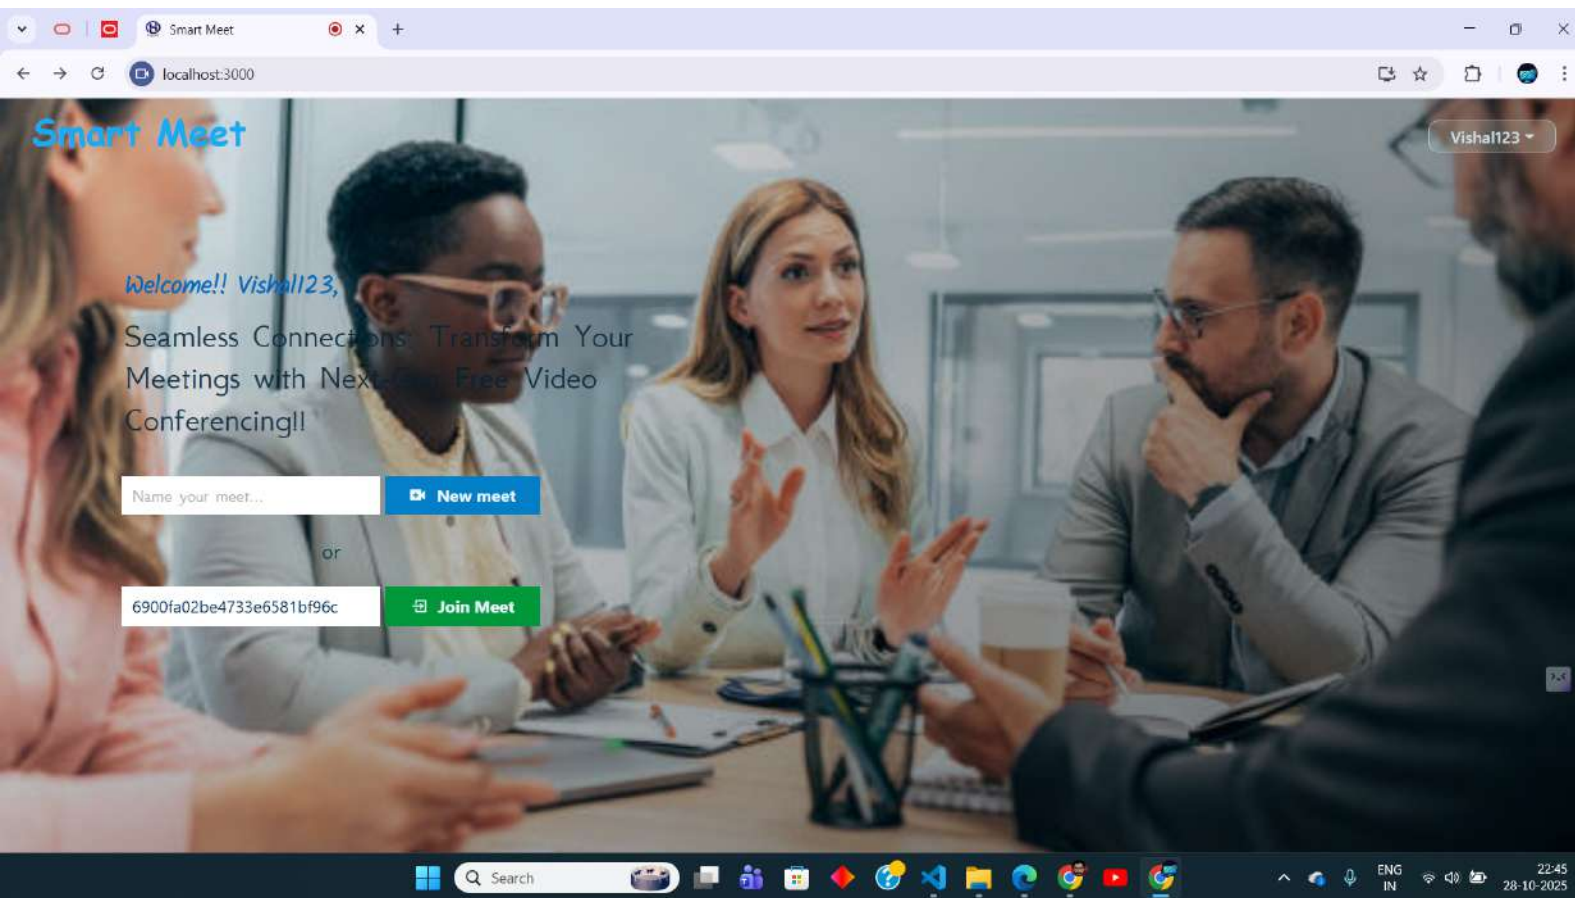 Smart Meet
localhost:3000
Smart Meet
Vishal123
Welcome!! Vishal123,
Seamless Connections: Transform Your
Meetings with Next-Gen Free Video
Conferencing!!
Name your meet...
New meet
or
6900fa02be4733e6581bf96c
Join Meet
Search
ENG
IN
22:45
28-10-2025